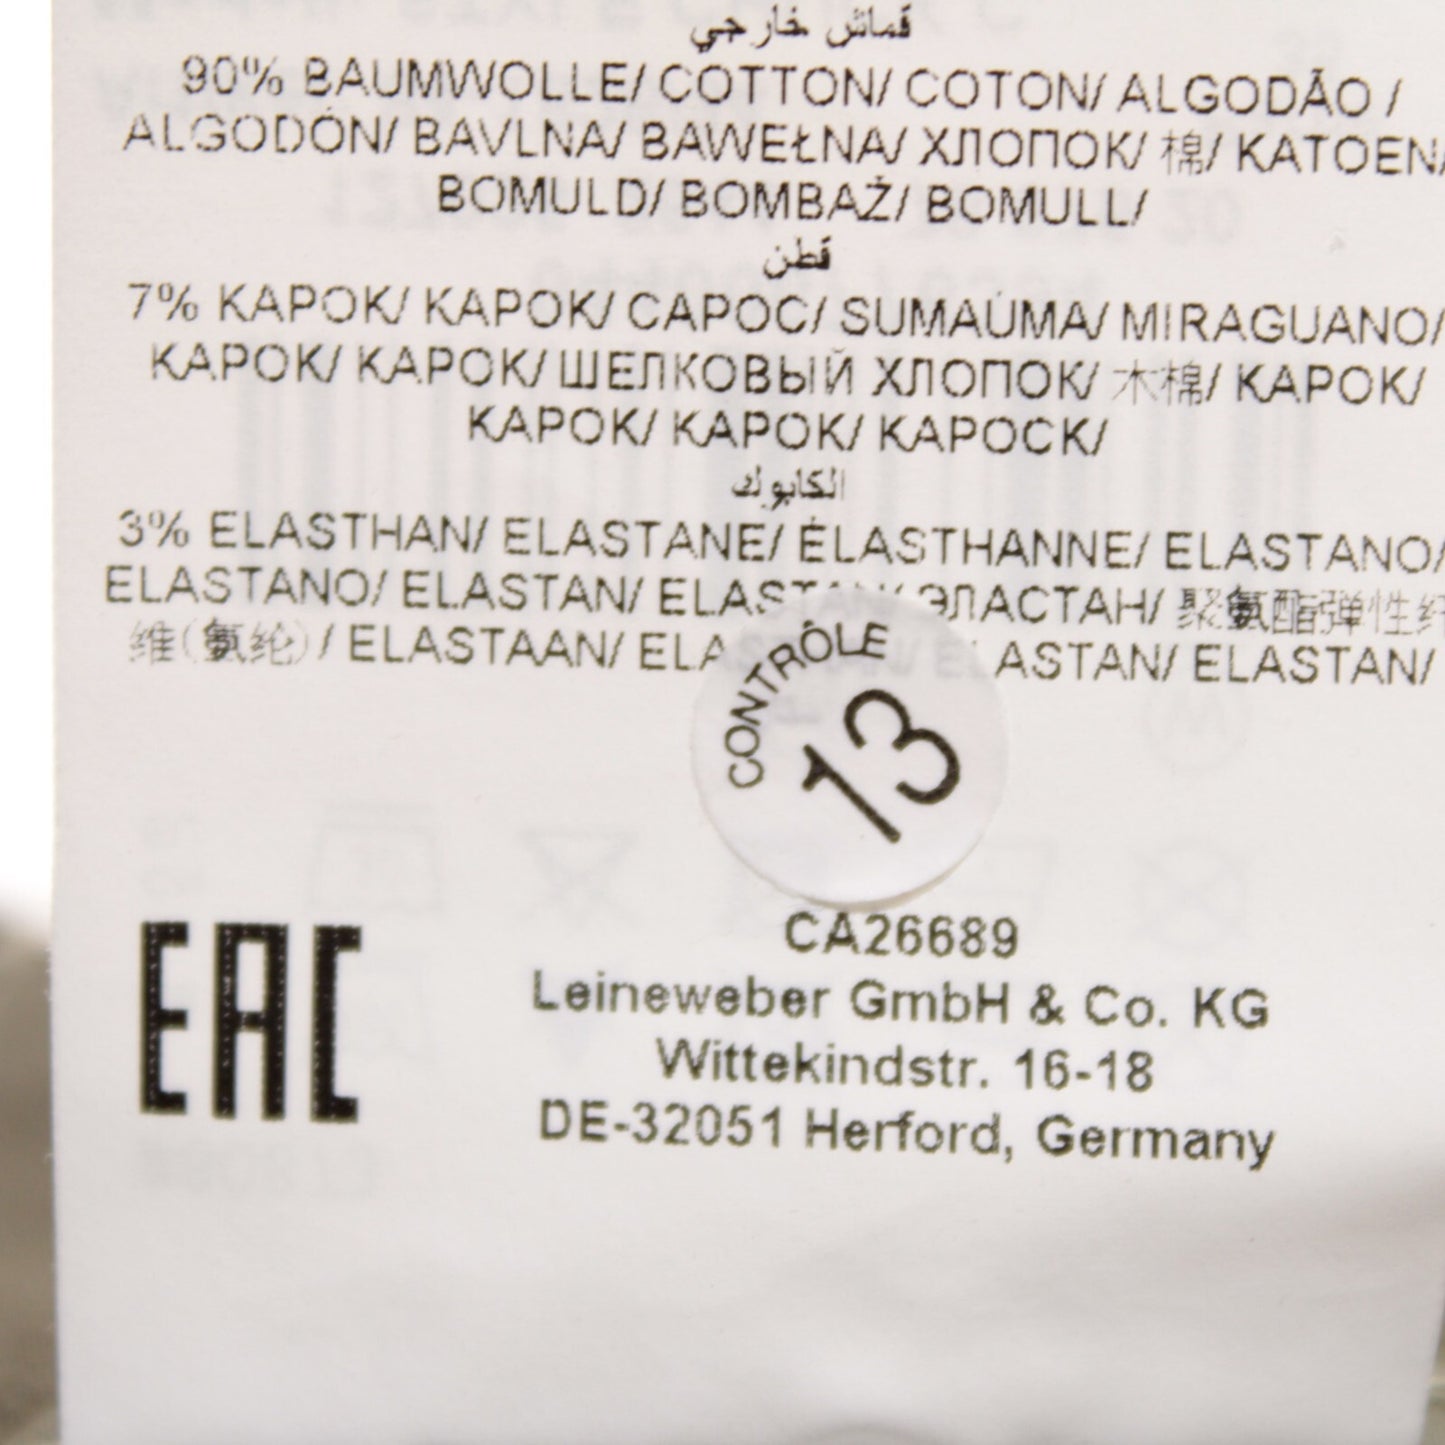 قماش خارجي
90% BAUMWOLLE/ COTTON/ COTON/ ALGODÃO /
ALGODÓN/ BAVLNA/ BAWEŁNA/ ХЛОПОК/ 棉/ KATOEN/
BOMULD/ BOMBAŻ/ BOMULL/
قطن
7% KAPOK/ KAPOK/ CAPOC/ SUMAÚMA/ MIRAGUANO/
KAPOK/ KAPOK/ ШЕЛКОВЫЙ ХЛОПОК/ 木棉/ KAPOK/
KAPOK/ KAPOK/ KAPOCK/
الكابوك
3% ELASTHAN/ ELASTANE/ ÉLASTHANNE/ ELASTANO/
ELASTANO/ ELASTAN/ ELASTAN/ ЭЛАСТАН/ 聚氨酯弹性纤
维(氨纶)/ ELASTAAN/ ELA ASTAN/ ELASTAN/
CONTRÔLE
13
EAC
CA26689
Leineweber GmbH & Co. KG
Wittekindstr. 16-18
DE-32051 Herford, Germany